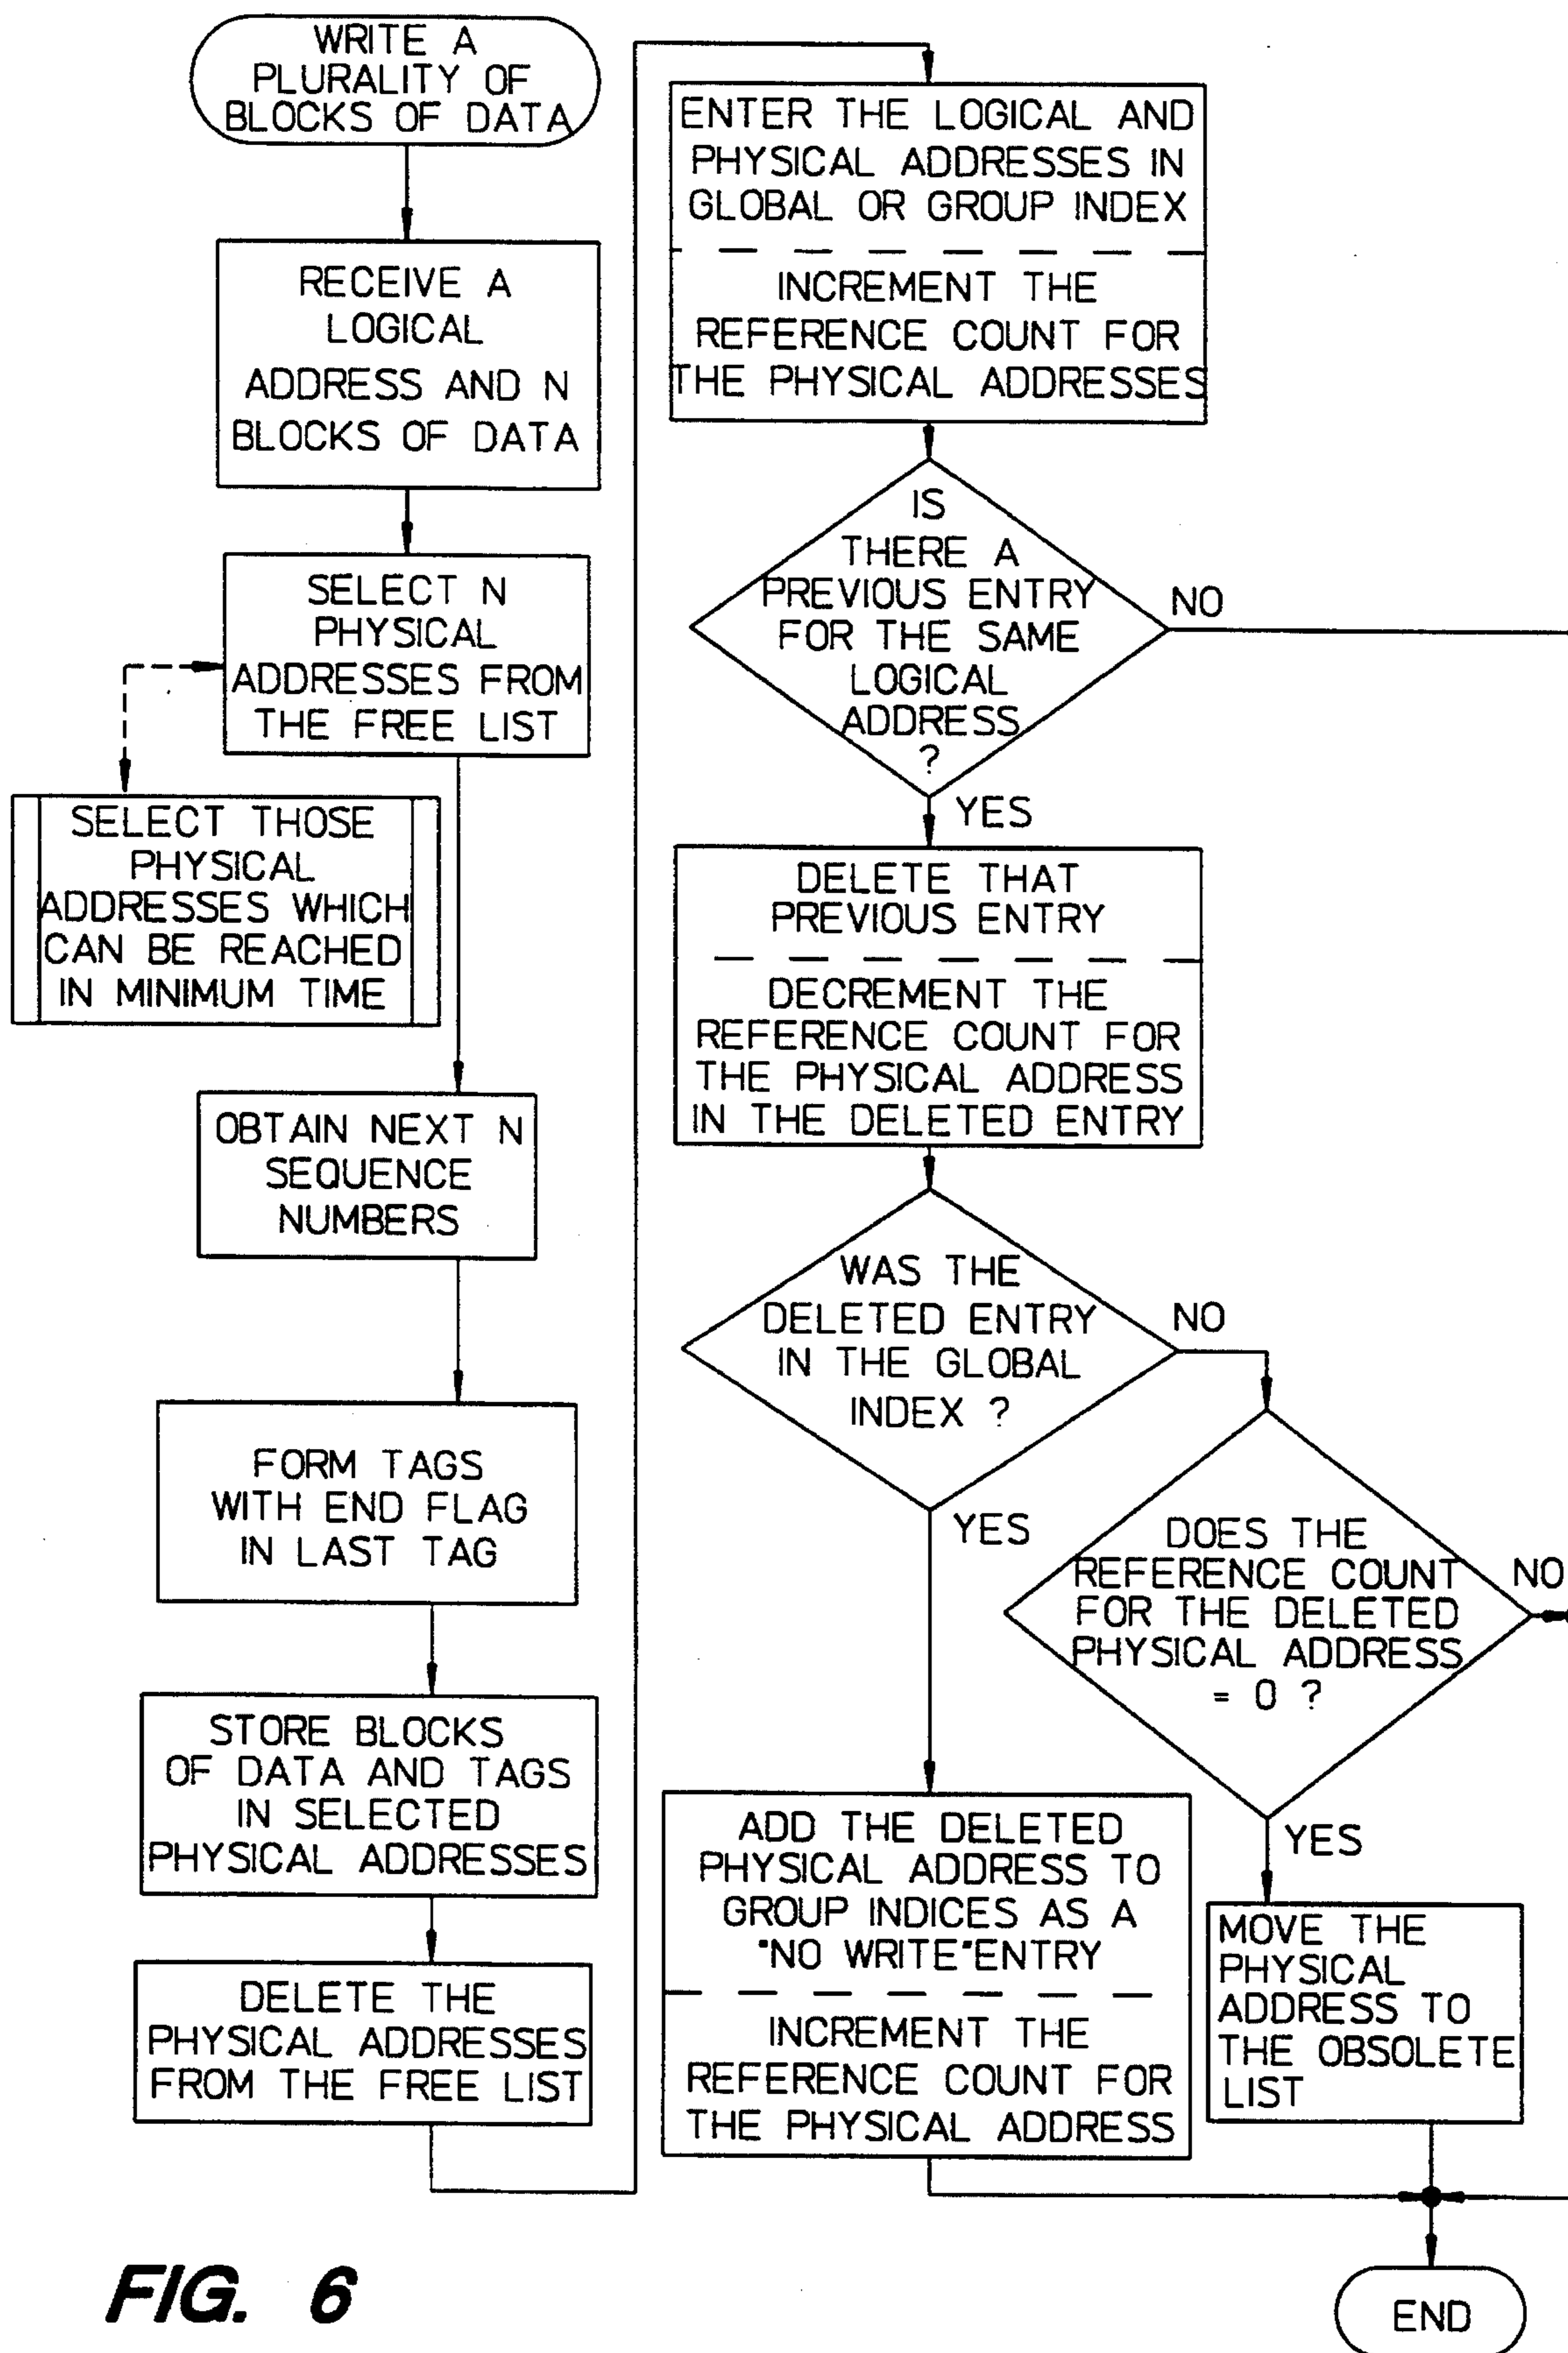 WRITE A
PLURALITY OF
BLOCKS OF DATA
RECEIVE A
LOGICAL
ADDRESS AND N
BLOCKS OF DATA
SELECT N
PHYSICAL
ADDRESSES FROM
THE FREE LIST
SELECT THOSE
PHYSICAL
ADDRESSES WHICH
CAN BE REACHED
IN MINIMUM TIME
OBTAIN NEXT N
SEQUENCE
NUMBERS
FORM TAGS
WITH END FLAG
IN LAST TAG
STORE BLOCKS
OF DATA AND TAGS
IN SELECTED
PHYSICAL ADDRESSES
DELETE THE
PHYSICAL ADDRESSES
FROM THE FREE LIST
ENTER THE LOGICAL AND
PHYSICAL ADDRESSES IN
GLOBAL OR GROUP INDEX
INCREMENT THE
REFERENCE COUNT FOR
THE PHYSICAL ADDRESSES
IS
THERE A
PREVIOUS ENTRY
FOR THE SAME
LOGICAL
ADDRESS
?
NO
YES
DELETE THAT
PREVIOUS ENTRY
DECREMENT THE
REFERENCE COUNT FOR
THE PHYSICAL ADDRESS
IN THE DELETED ENTRY
WAS THE
DELETED ENTRY
IN THE GLOBAL
INDEX ?
NO
YES
DOES THE
REFERENCE COUNT
FOR THE DELETED
PHYSICAL ADDRESS
= 0 ?
NO
YES
ADD THE DELETED
PHYSICAL ADDRESS TO
GROUP INDICES AS A
"NO WRITE" ENTRY
INCREMENT THE
REFERENCE COUNT FOR
THE PHYSICAL ADDRESS
MOVE THE
PHYSICAL
ADDRESS TO
THE OBSOLETE
LIST
END
FIG. 6